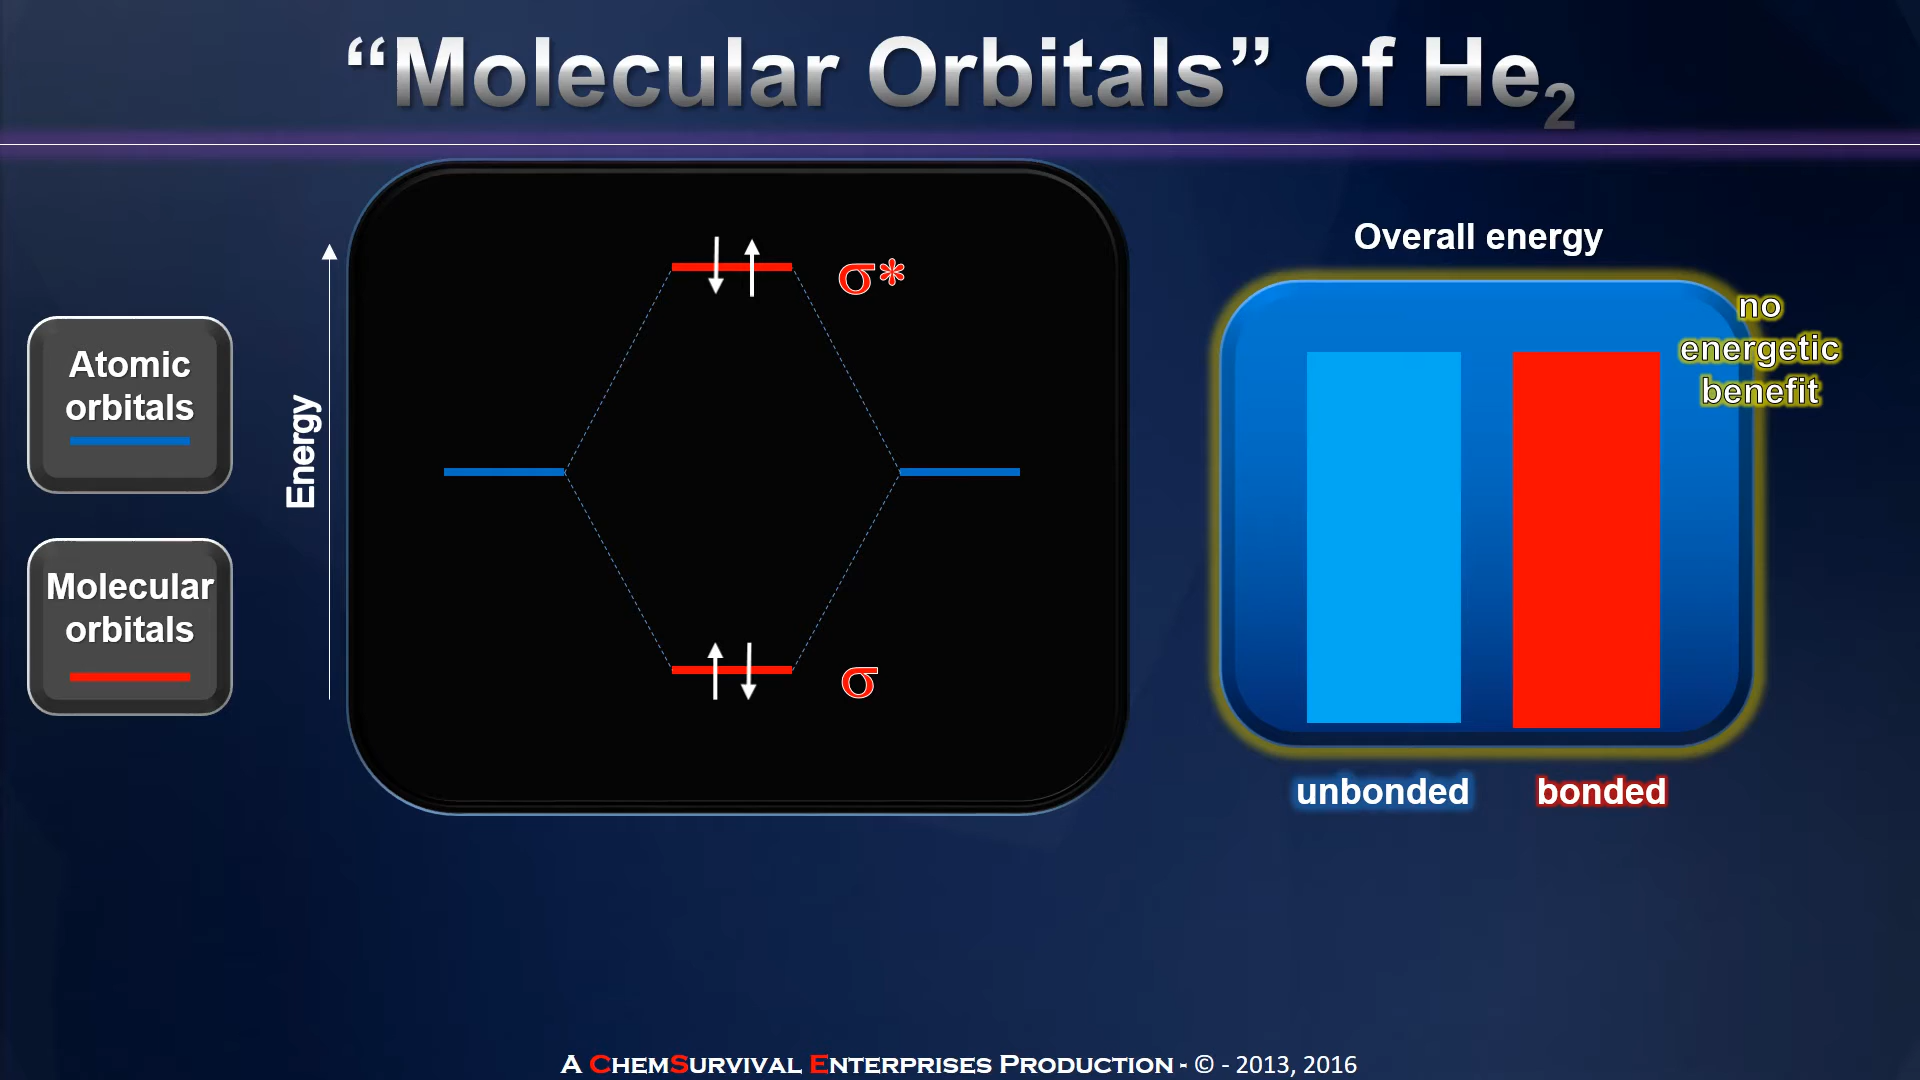 “Molecular Orbitals” of He₂
Atomic
orbitals
Molecular
orbitals
Energy
σ*
σ
Overall energy
no
energetic
benefit
unbonded
bonded
A ChemSurvival Enterprises Production - © - 2013, 2016